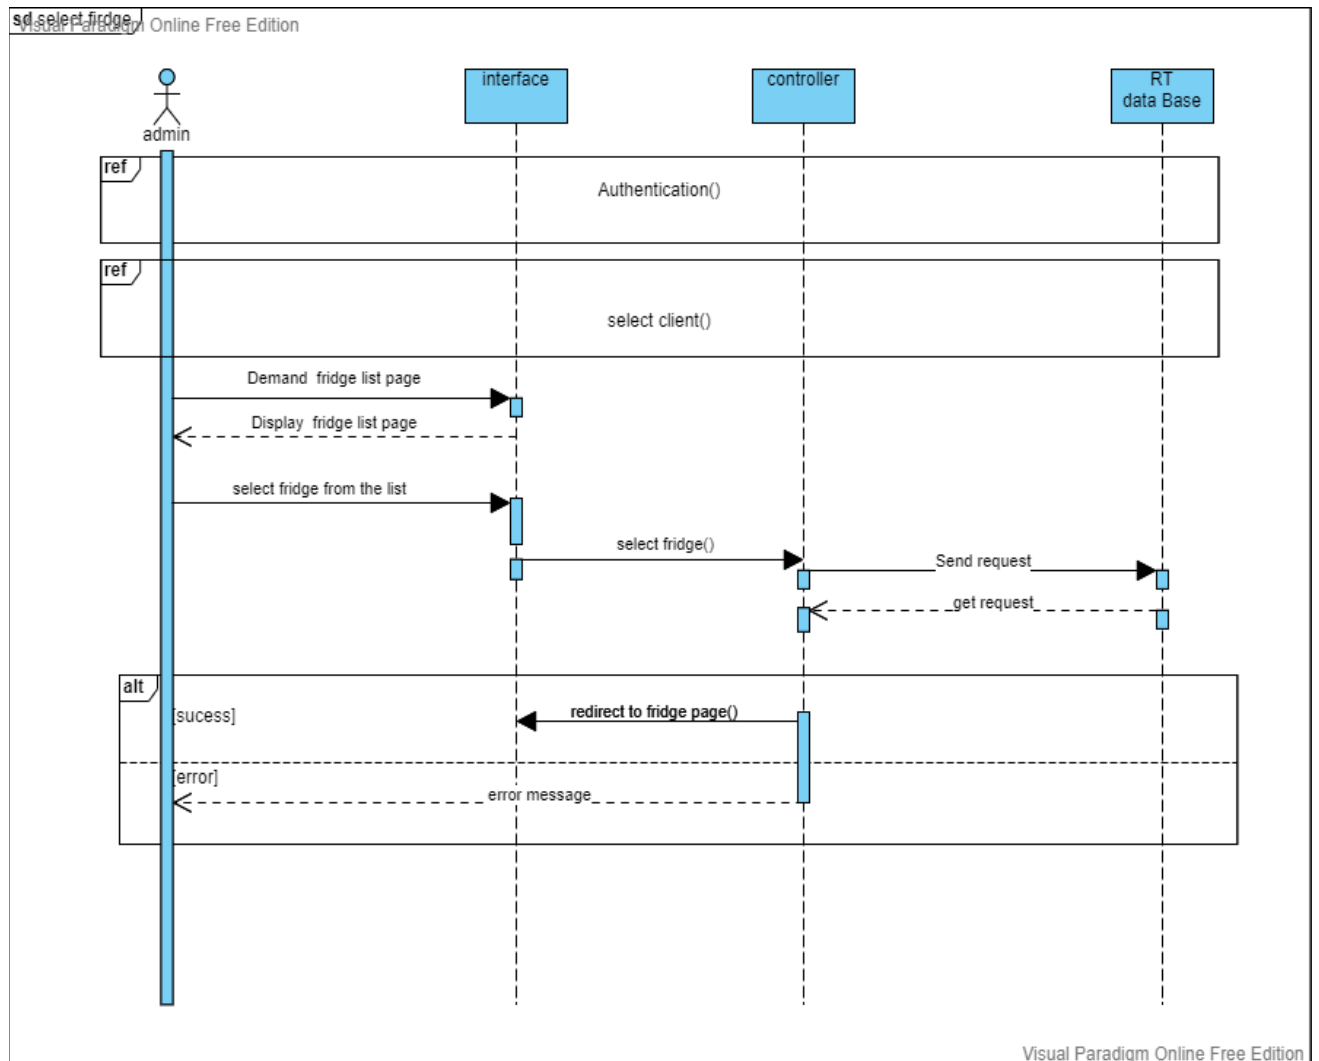 sd select firdge
Visual Paradigm Online Free Edition
admin
interface
controller
RT
data Base
ref
Authentication()
ref
select client()
Demand fridge list page
Display fridge list page
select fridge from the list
select fridge()
Send request
get request
alt
[sucess]
redirect to fridge page()
[error]
error message
Visual Paradigm Online Free Edition